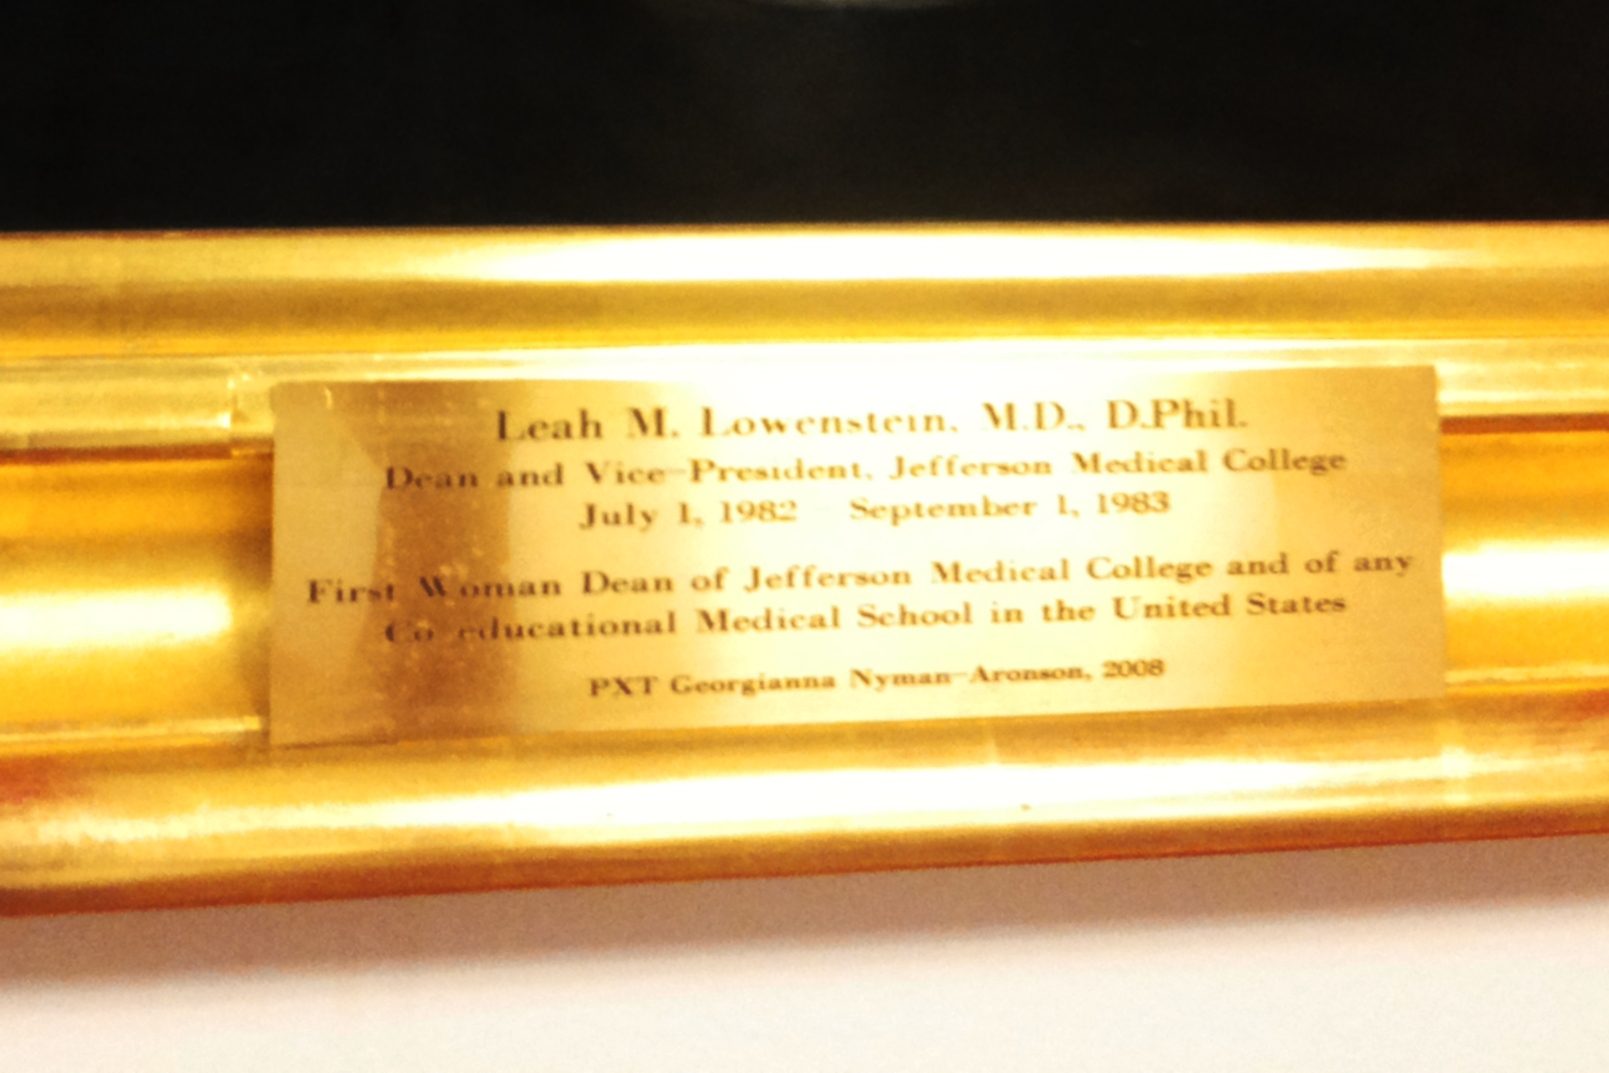 Leah M. Lowenstein, M.D., D.Phil.
Dean and Vice-President, Jefferson Medical College
July 1, 1982 - September 1, 1983
First Woman Dean of Jefferson Medical College and of any
Co-educational Medical School in the United States
PXT Georgianna Nyman-Aronson, 2008